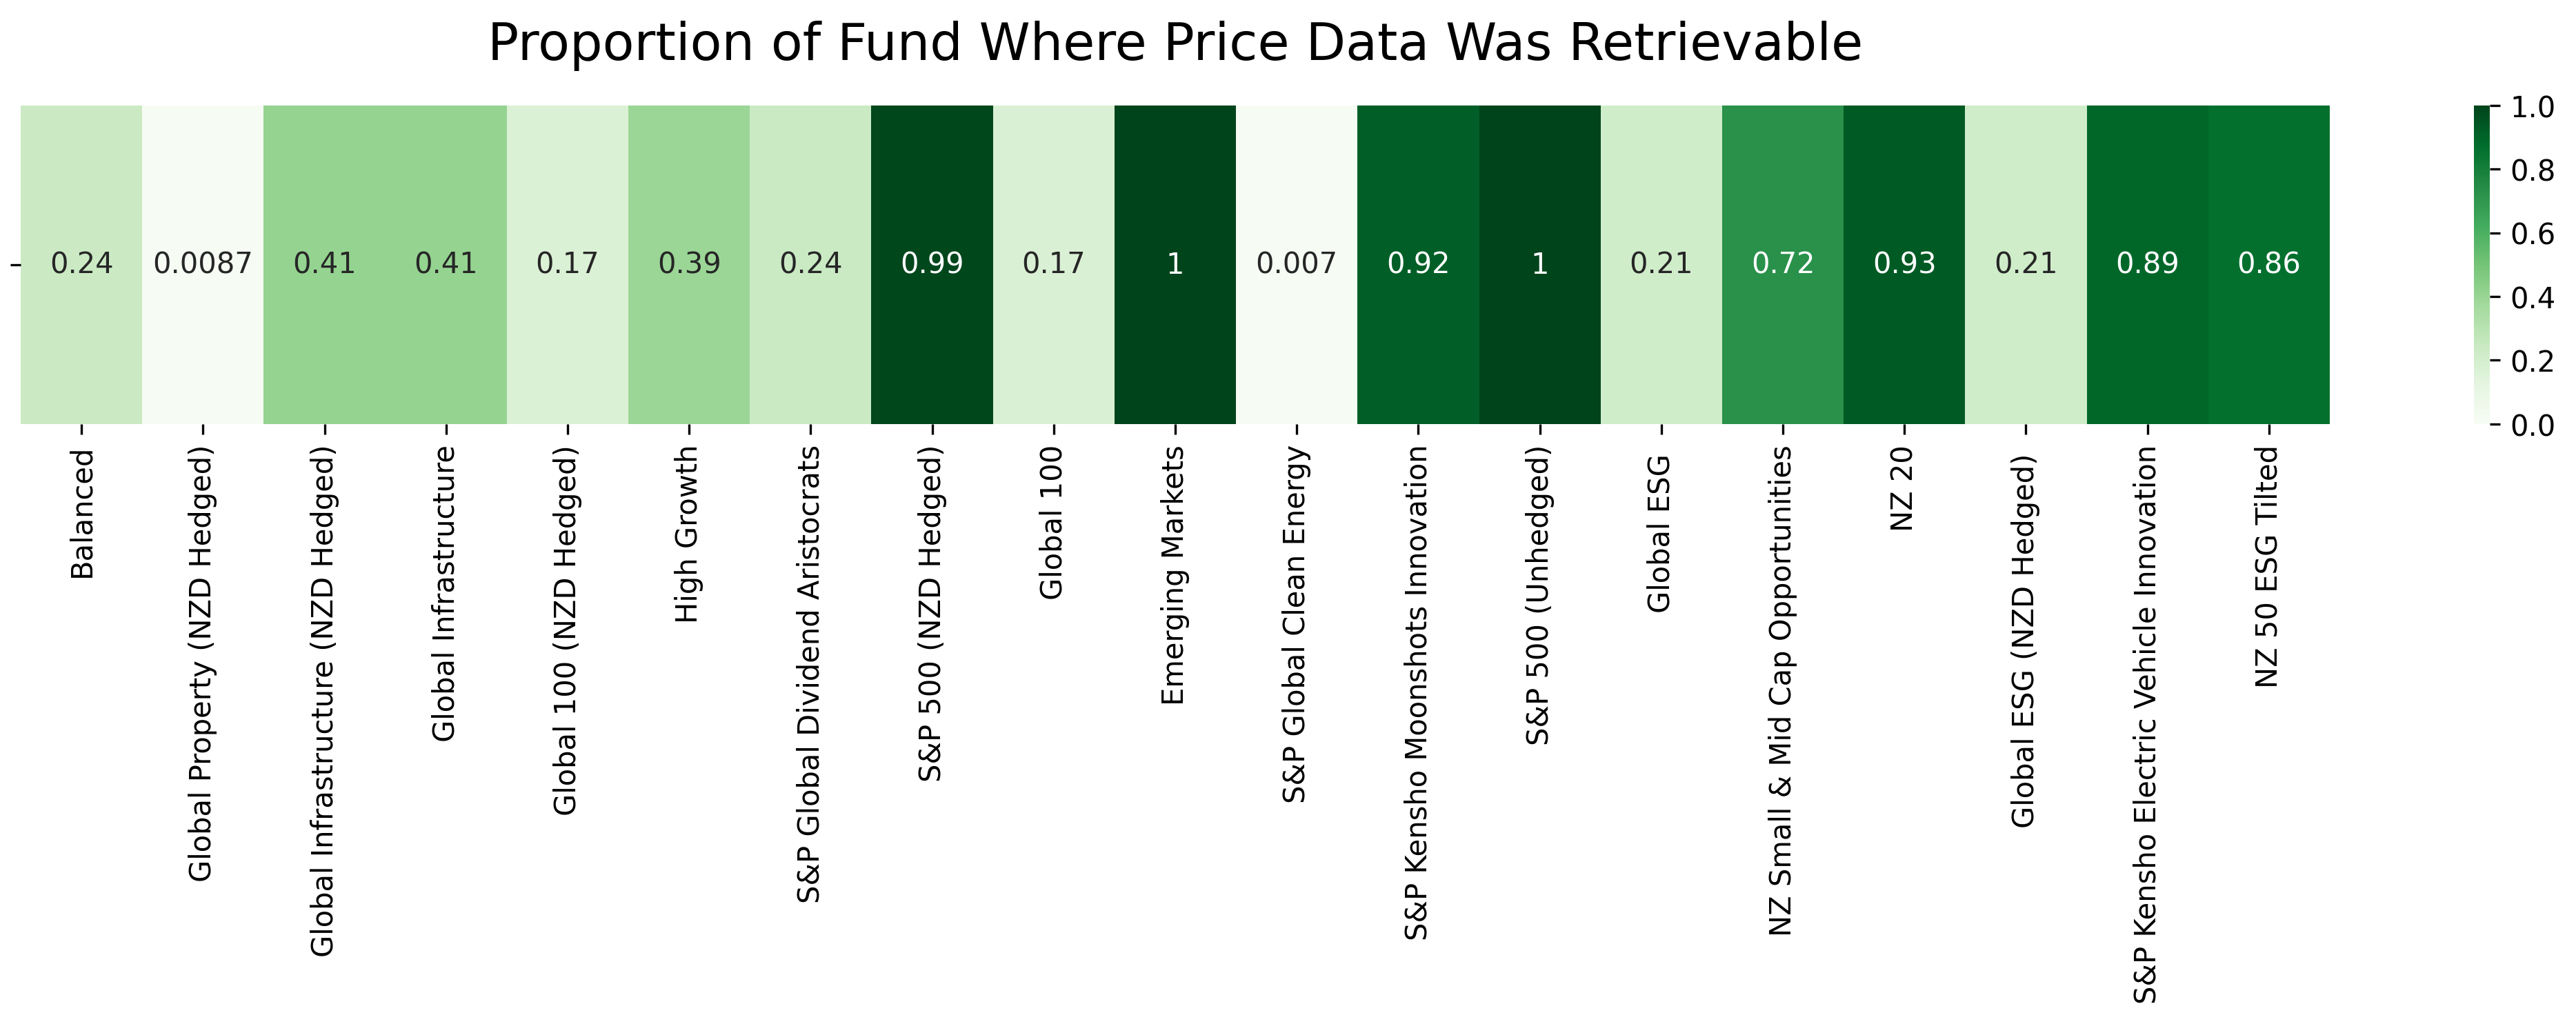 Proportion of Fund Where Price Data Was Retrievable
0.24 0.0087 0.41 0.41 0.17 0.39 0.24 0.99 0.17 1 0.007 0.92 1 0.21 0.72 0.93 0.21 0.89 0.86
1.0
0.8
0.6
0.4
0.2
0.0
Balanced
Global Property (NZD Hedged)
Global Infrastructure (NZD Hedged)
Global Infrastructure
Global 100 (NZD Hedged)
High Growth
S&P Global Dividend Aristocrats
S&P 500 (NZD Hedged)
Global 100
Emerging Markets
S&P Global Clean Energy
S&P Kensho Moonshots Innovation
S&P 500 (Unhedged)
Global ESG
NZ Small & Mid Cap Opportunities
NZ 20
Global ESG (NZD Hedged)
S&P Kensho Electric Vehicle Innovation
NZ 50 ESG Tilted